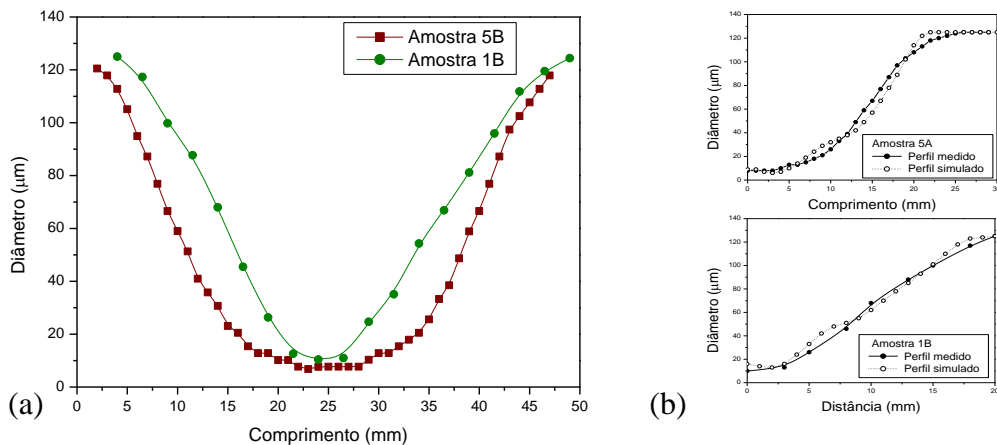 140
120
100
80
60
40
20
0
Diâmetro (μm)
Amostra 5B
Amostra 1B
0 5 10 15 20 25 30 35 40 45 50
Comprimento (mm)
(a)
140
120
100
80
60
40
20
0
Diâmetro (μm)
Amostra 5A
Perfil medido
Perfil simulado
0 5 10 15 20 25 30
Comprimento (mm)
140
120
100
80
60
40
20
0
Diâmetro (μm)
Amostra 1B
Perfil medido
Perfil simulado
0 5 10 15 20
Distância (mm)
(b)